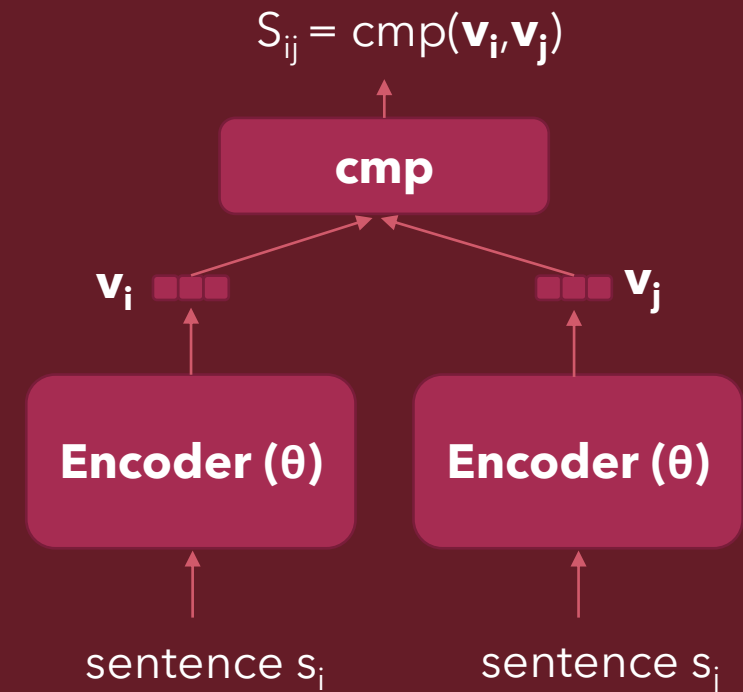 Sij = cmp(vi,vj)
cmp
vi vj
Encoder (θ) Encoder (θ)
sentence si sentence sj